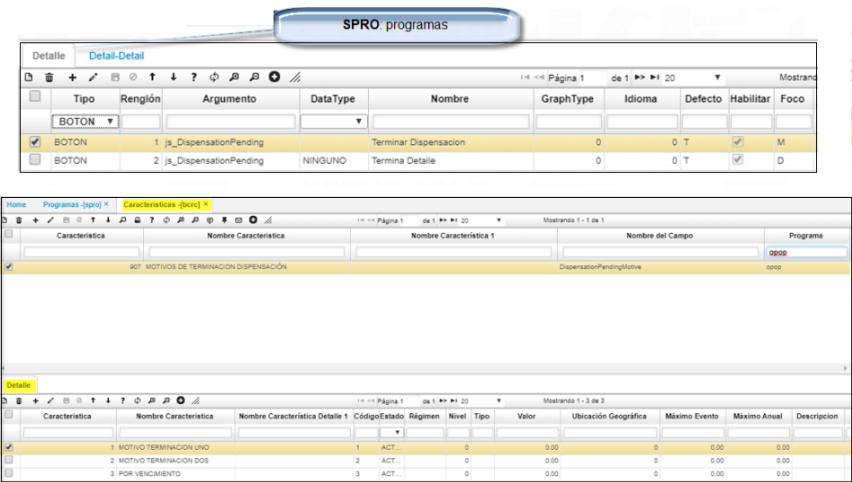 SPRO: programas
Detalle Detail-Detail
Página 1 de 1 20 Mostrand
Tipo Renglón Argumento DataType Nombre GraphType Idioma Defecto Habilitar Foco
BOTON
BOTON 1 js_DispensationPending Terminar Dispensacion 0 0 T M
BOTON 2 js_DispensationPending NINGUNO Termina Detalle 0 0 T D
Home Programas -[spro] × Características -[bcrc] ×
Página 1 de 1 20 Mostrando 1 - 1 de 1
Característica Nombre Característica Nombre Característica 1 Nombre del Campo Programa
opop
907 MOTIVOS DE TERMINACION DISPENSACIÓN DispensationPendingMotive opop
Detalle
Página 1 de 1 20 Mostrando 1 - 3 de 3
Característica Nombre Característica Nombre Característica Detalle 1 Código Estado Régimen Nivel Tipo Valor Ubicación Geográfica Máximo Evento Máximo Anual Descripcion
1 MOTIVO TERMINACION UNO 1 ACT... 0 0.00 0 0.00 0.00
2 MOTIVO TERMINACION DOS 2 ACT... 0 0.00 0 0.00 0.00
3 POR VENCIMIENTO 3 ACT... 0 0.00 0 0.00 0.00